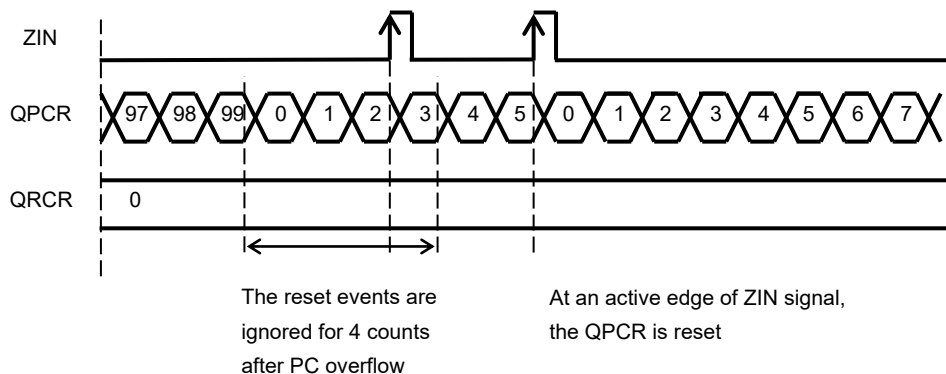 ZIN
QPCR 97 98 99 0 1 2 3 4 5 0 1 2 3 4 5 6 7
QRCR 0
The reset events are
ignored for 4 counts
after PC overflow
At an active edge of ZIN signal,
the QPCR is reset